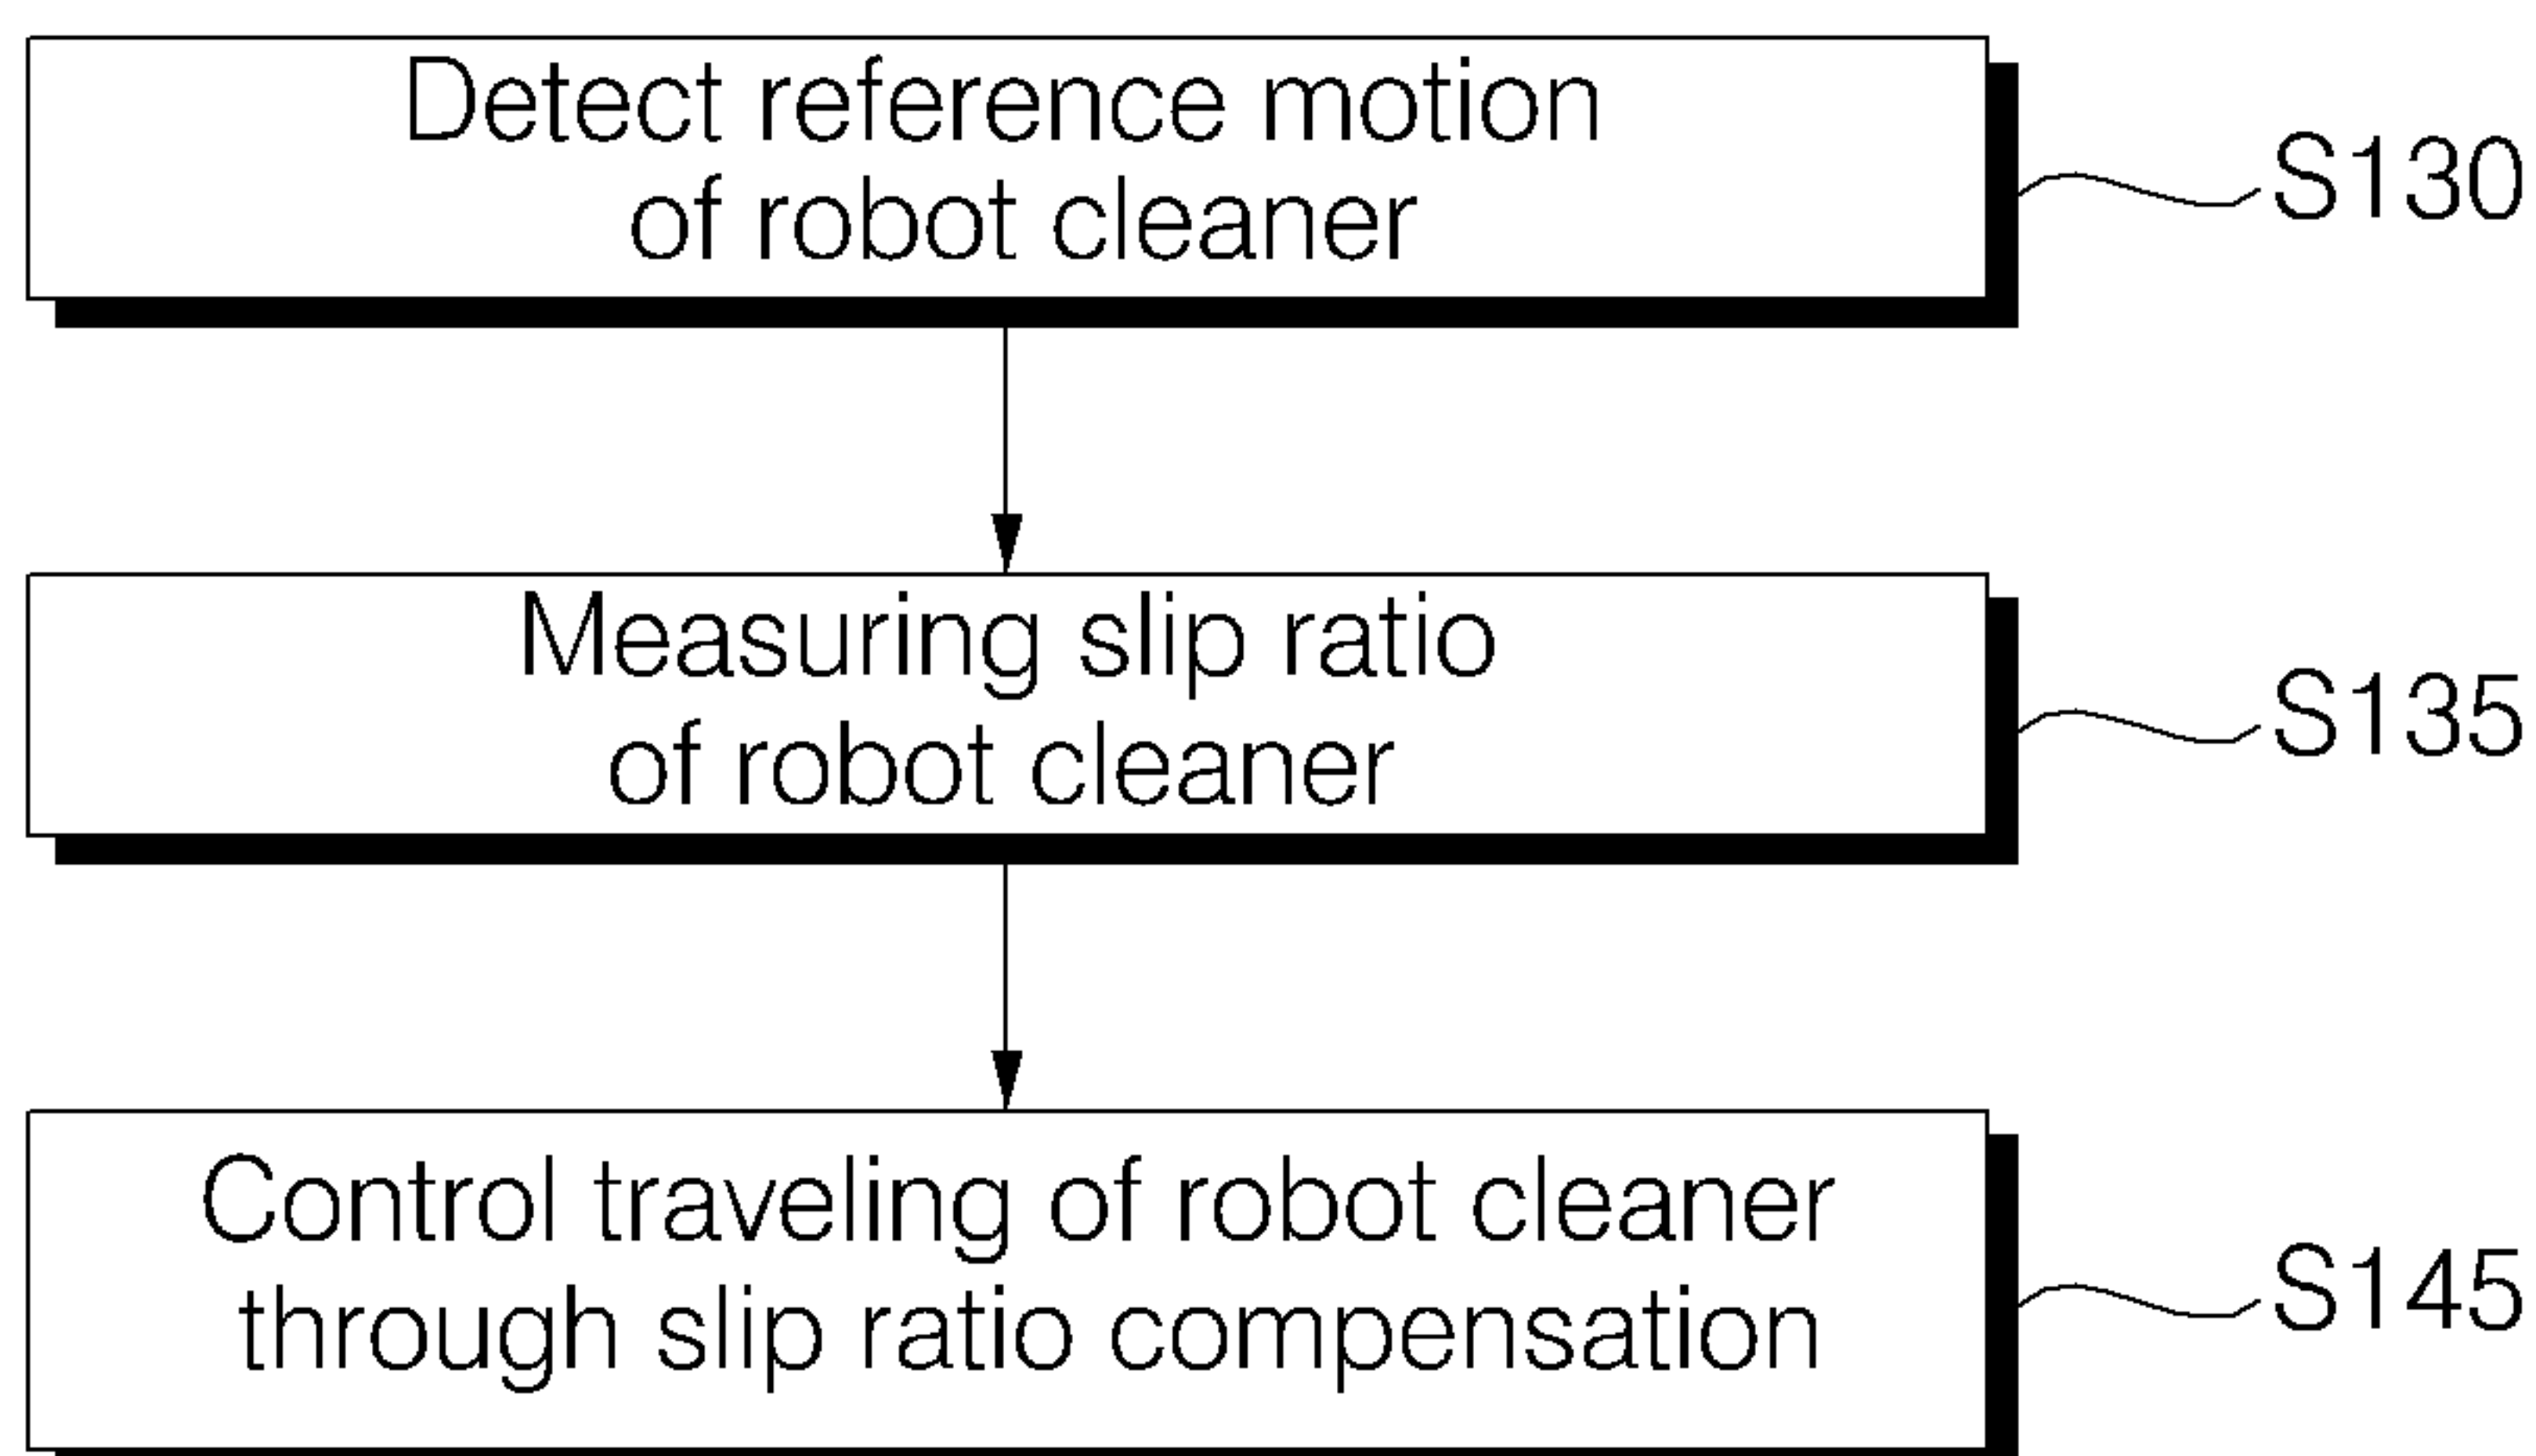 Detect reference motion
of robot cleaner
S130
Measuring slip ratio
of robot cleaner
S135
Control traveling of robot cleaner
through slip ratio compensation
S145